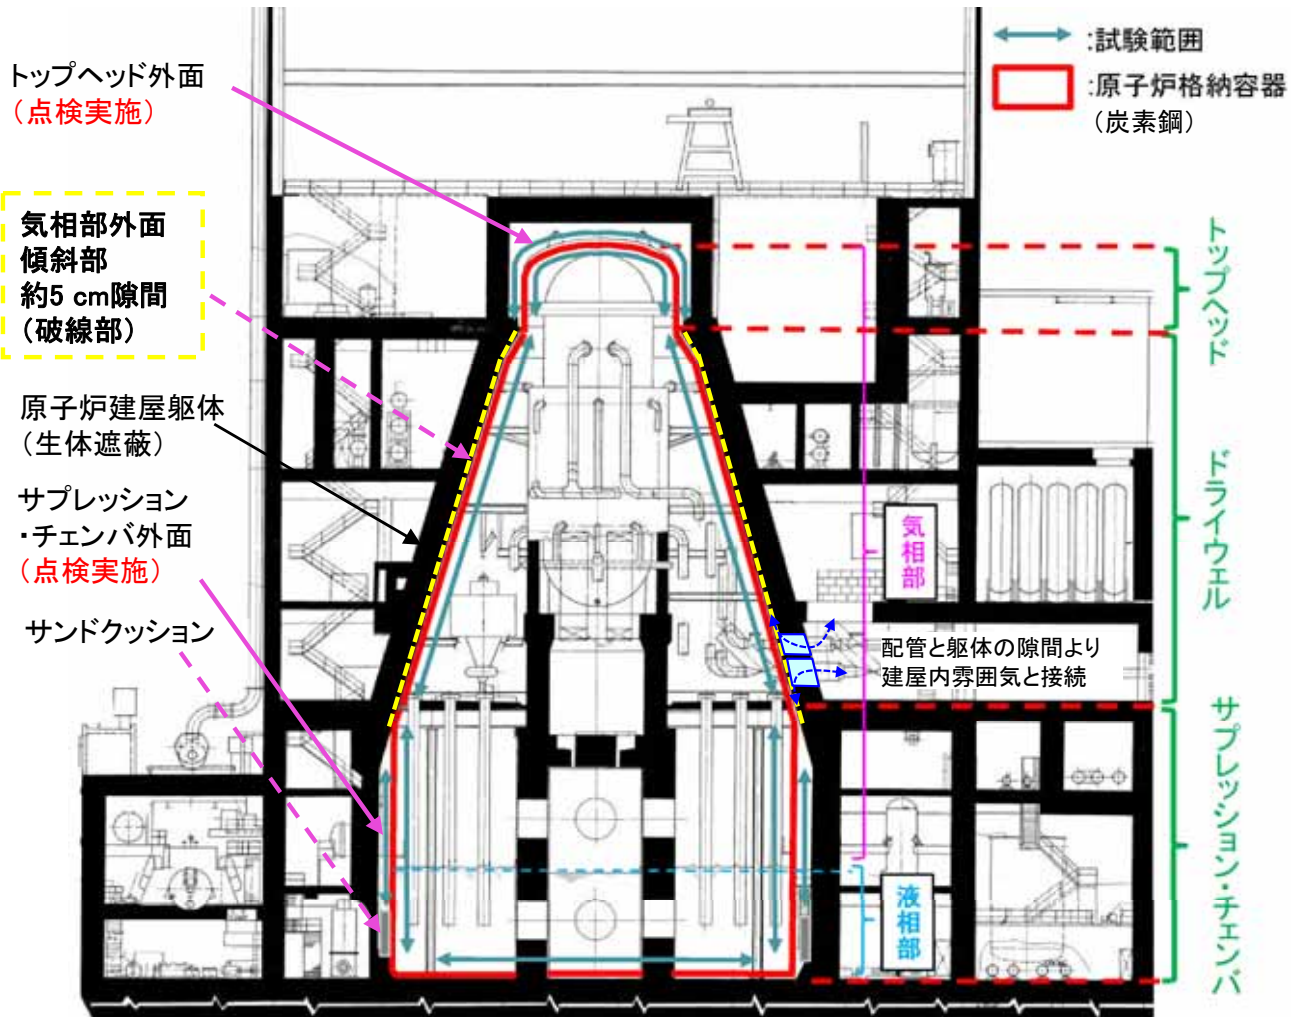 :試験範囲
:原子炉格納容器
（炭素鋼）
トップヘッド外面
（点検実施）
気相部外面
傾斜部
約5 cm隙間
（破線部）
原子炉建屋躯体
（生体遮蔽）
サプレッション
・チェンバ外面
（点検実施）
サンドクッション
トップヘッド
ドライウェル
サプレッション・チェンバ
気相部
配管と躯体の隙間より
建屋内雰囲気と接続
液相部